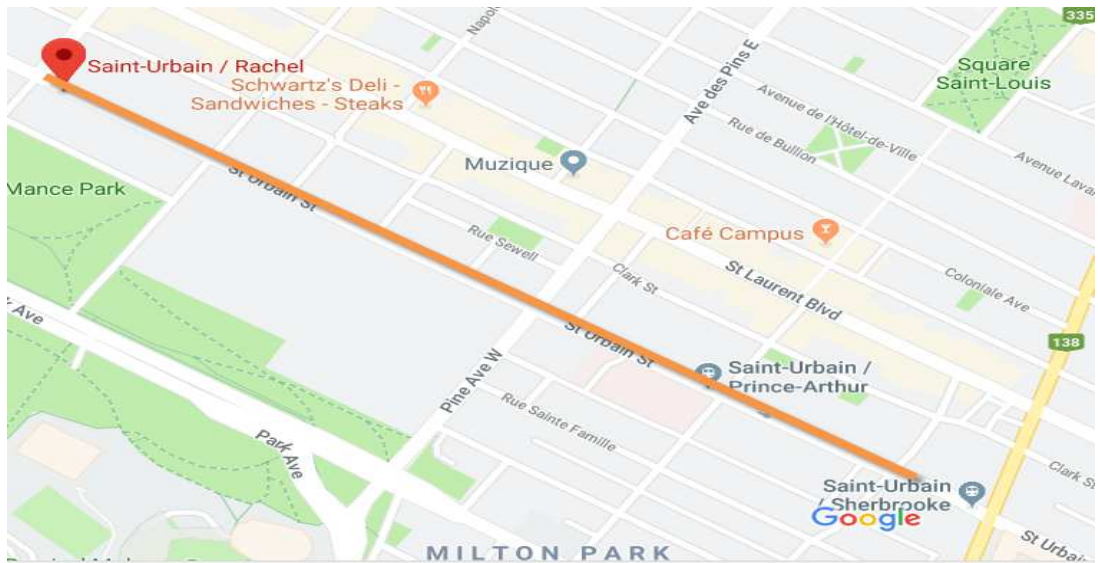 335
Napol
Saint-Urbain / Rachel
Schwartz's Deli -
Sandwiches - Steaks
Ave des Pins E
Square
Saint-Louis
Avenue de l'Hôtel-de-Ville
Rue de Bullion
Avenue Laval
Muzique
Mance Park
St Urbain St
Rue Sewell
Café Campus
Clark St
St Laurent Blvd
Coloniale Ave
k Ave
St Urbain St
138
Saint-Urbain /
Prince-Arthur
Pine Ave W
Rue Sainte Famille
Park Ave
Clark St
Saint-Urbain
/ Sherbrooke
Google
St Urbai
MILTON PARK